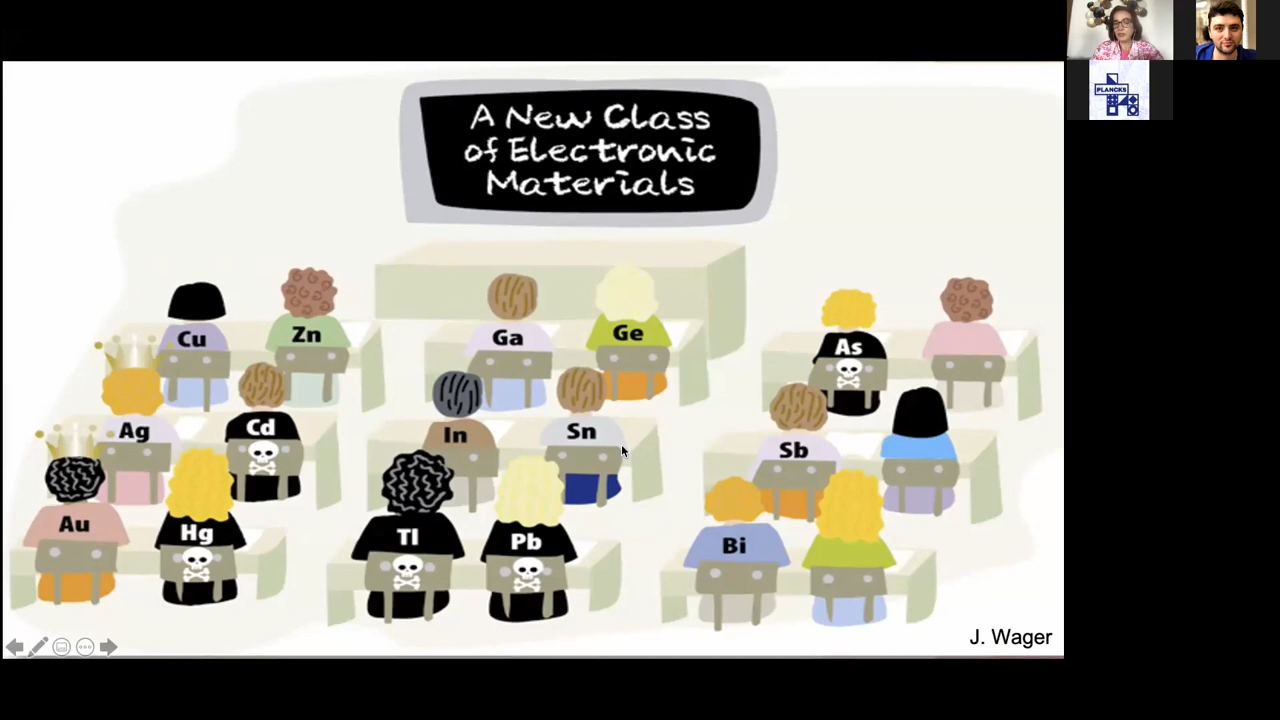 PLANCKS
A New Class
of Electronic
Materials
Cu
Zn
Ga
Ge
As
Ag
Cd
In
Sn
Sb
Au
Hg
Tl
Pb
Bi
J. Wager